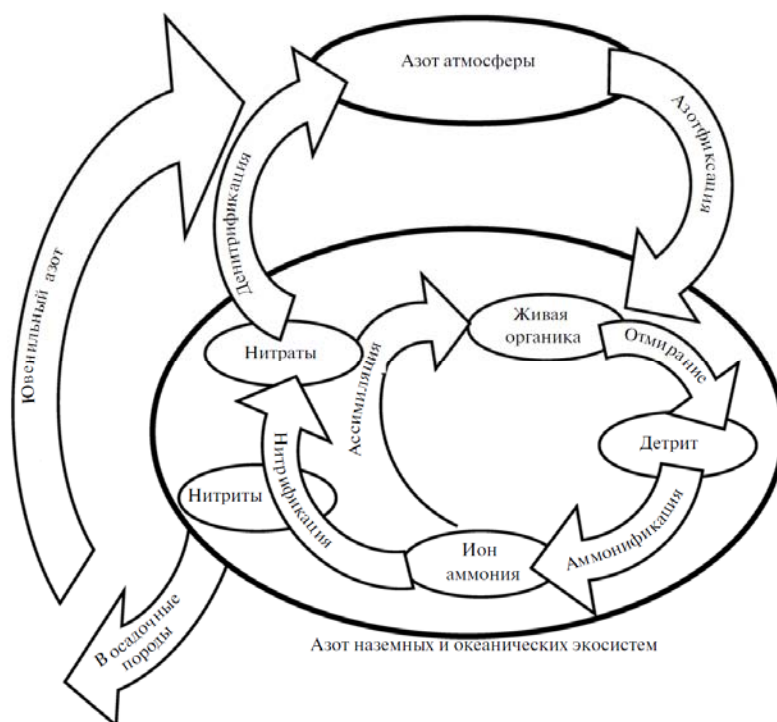 Азот атмосферы
Азотфиксация
Денитрификация
Ювенильный азот
Живая
органика
Нитраты
Отмирание
Ассимиляция
Детрит
Нитрификация
Нитриты
Ион
аммония
Аммонификация
В осадочные
породы
Азот наземных и океанических экосистем